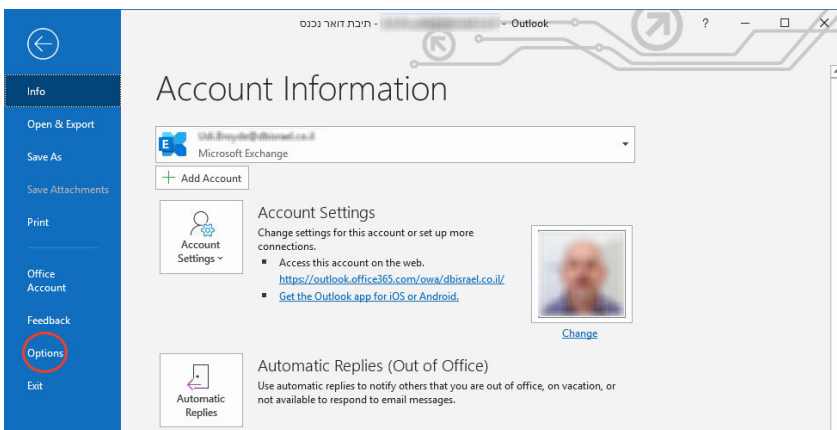 תיבת דואר נכנס - - Outlook
?
Info
Account Information
Open & Export
Microsoft Exchange
Save As
Add Account
Save Attachments
Print
Account Settings
Change settings for this account or set up more
connections.
Account
Settings
Access this account on the web.
https://outlook.office365.com/owa/dbisrael.co.il/
Get the Outlook app for iOS or Android.
Change
Office
Account
Feedback
Options
Exit
Automatic Replies (Out of Office)
Use automatic replies to notify others that you are out of office, on vacation, or
not available to respond to email messages.
Automatic
Replies